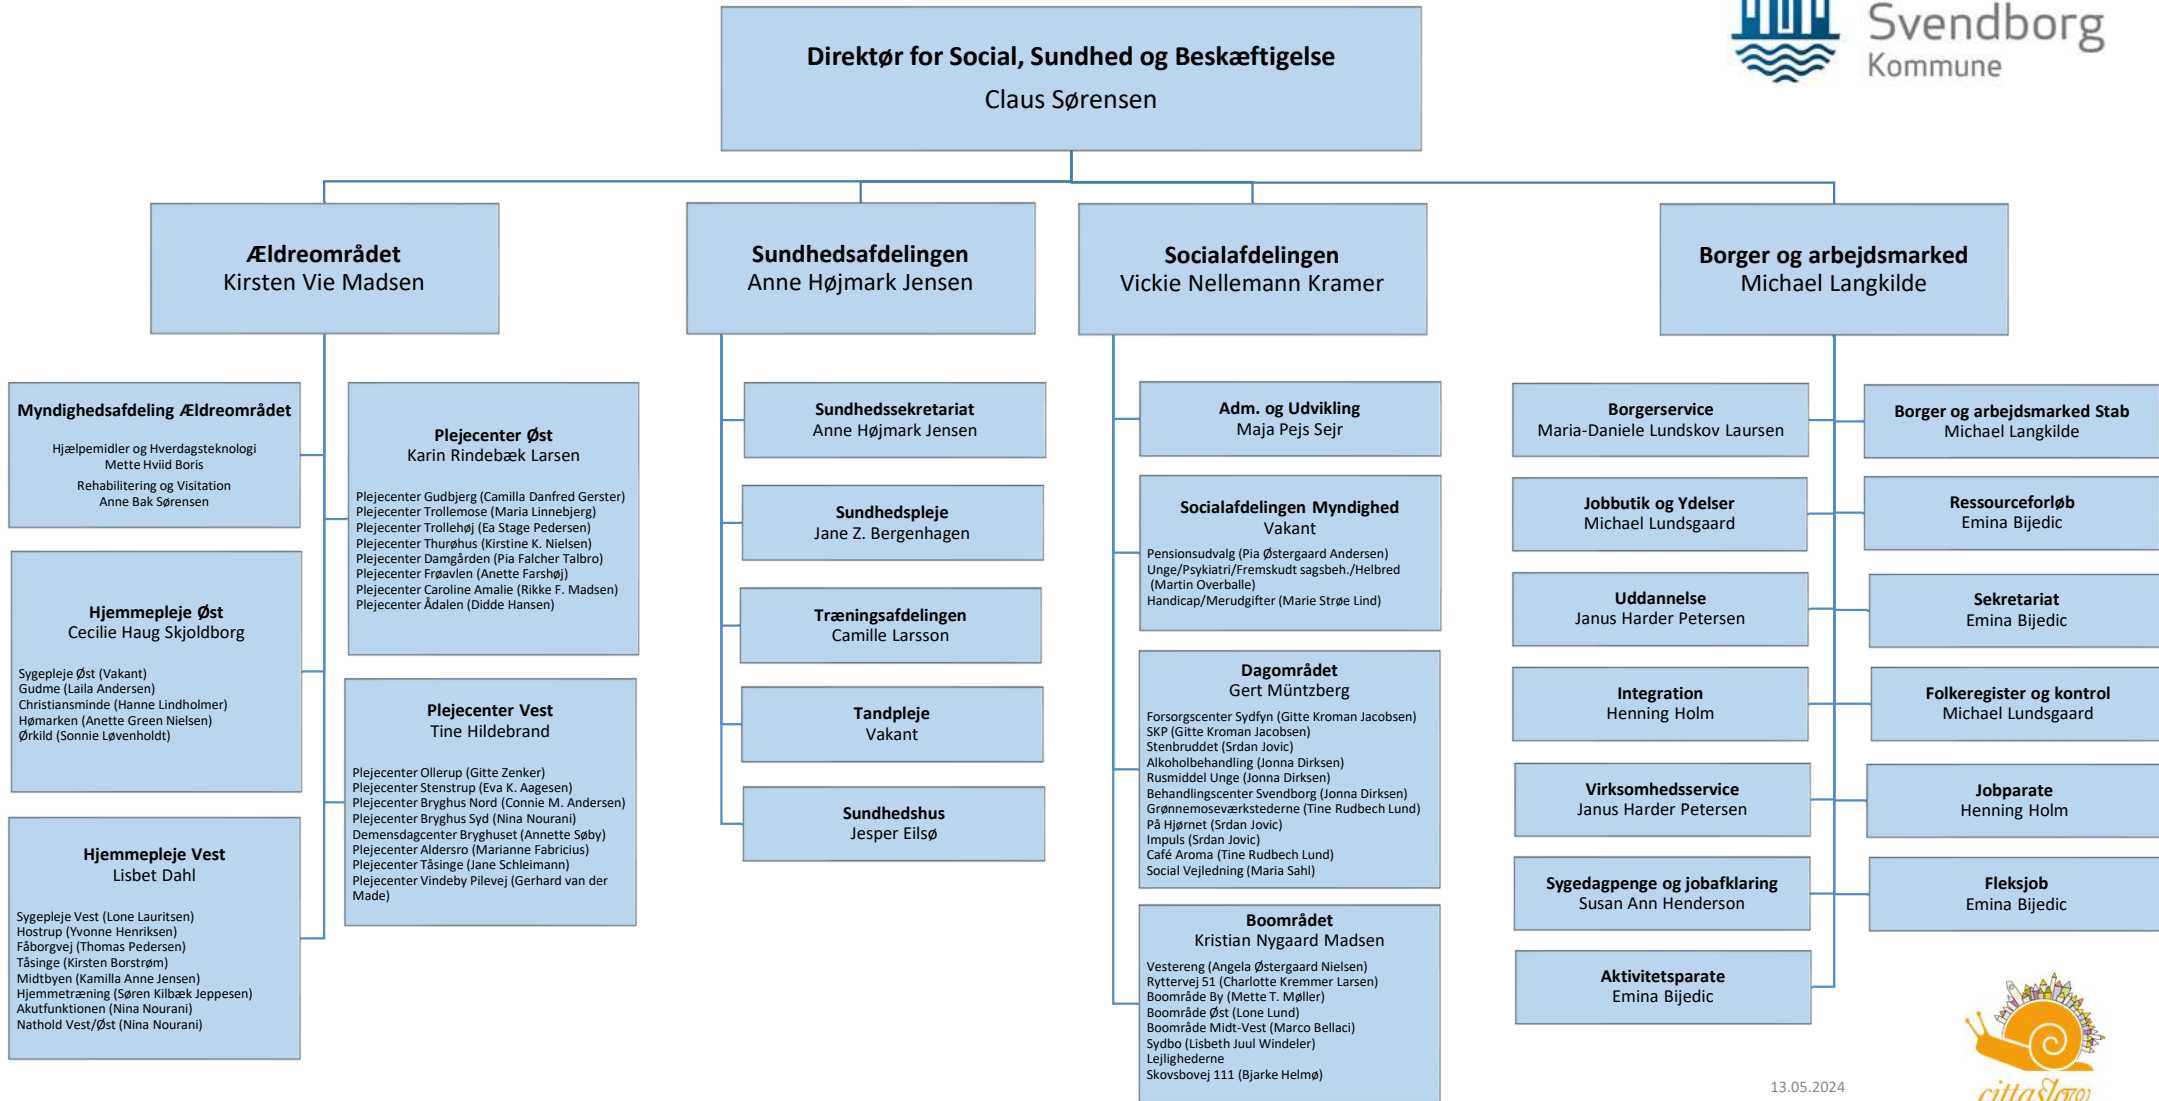 Svendborg
Kommune
Direktør for Social, Sundhed og Beskæftigelse
Claus Sørensen
Ældreområdet
Kirsten Vie Madsen
Sundhedsafdelingen
Anne Højmark Jensen
Socialafdelingen
Vickie Nellemann Kramer
Borger og arbejdsmarked
Michael Langkilde
Myndighedsafdeling Ældreområdet
Hjælpemidler og Hverdagsteknologi
Mette Hviid Boris
Rehabilitering og Visitation
Anne Bak Sørensen
Hjemmepleje Øst
Cecilie Haug Skjoldborg
Sygepleje Øst (Vakant)
Gudme (Laila Andersen)
Christiansminde (Hanne Lindholmer)
Hømarken (Anette Green Nielsen)
Ørkild (Sonnie Løvenholdt)
Hjemmepleje Vest
Lisbet Dahl
Sygepleje Vest (Lone Lauritsen)
Hostrup (Yvonne Henriksen)
Fåborgvej (Thomas Pedersen)
Tåsinge (Kirsten Borstrøm)
Midtbyen (Kamilla Anne Jensen)
Hjemmetræning (Søren Kilbæk Jeppesen)
Akutfunktionen (Nina Nourani)
Nathold Vest/Øst (Nina Nourani)
Plejecenter Øst
Karin Rindebæk Larsen
Plejecenter Gudbjerg (Camilla Danfred Gerster)
Plejecenter Trollemose (Maria Linnebjerg)
Plejecenter Trollehøj (Ea Stage Pedersen)
Plejecenter Thurøhus (Kirstine K. Nielsen)
Plejecenter Damgården (Pia Falcher Talbro)
Plejecenter Frøavlen (Anette Farshøj)
Plejecenter Caroline Amalie (Rikke F. Madsen)
Plejecenter Ådalen (Didde Hansen)
Plejecenter Vest
Tine Hildebrand
Plejecenter Ollerup (Gitte Zenker)
Plejecenter Stenstrup (Eva K. Aagesen)
Plejecenter Bryghus Nord (Connie M. Andersen)
Plejecenter Bryghus Syd (Nina Nourani)
Demensdagcenter Bryghuset (Annette Søby)
Plejecenter Aldersro (Marianne Fabricius)
Plejecenter Tåsinge (Jane Schleimann)
Plejecenter Vindeby Pilevej (Gerhard van der
Made)
Sundhedssekretariat
Anne Højmark Jensen
Sundhedspleje
Jane Z. Bergenhagen
Træningsafdelingen
Camille Larsson
Tandpleje
Vakant
Sundhedshus
Jesper Eilsø
Adm. og Udvikling
Maja Pejs Sejr
Socialafdelingen Myndighed
Vakant
Pensionsudvalg (Pia Østergaard Andersen)
Unge/Psykiatri/Fremskudt sagsbeh./Helbred
(Martin Overballe)
Handicap/Merudgifter (Marie Strøe Lind)
Dagområdet
Gert Müntzberg
Forsorgscenter Sydfyn (Gitte Kroman Jacobsen)
SKP (Gitte Kroman Jacobsen)
Stenbruddet (Srdan Jovic)
Alkoholbehandling (Jonna Dirksen)
Rusmiddel Unge (Jonna Dirksen)
Behandlingscenter Svendborg (Jonna Dirksen)
Grønnemoseværkstederne (Tine Rudbech Lund)
På Hjørnet (Srdan Jovic)
Impuls (Srdan Jovic)
Café Aroma (Tine Rudbech Lund)
Social Vejledning (Maria Sahl)
Boområdet
Kristian Nygaard Madsen
Vestereng (Angela Østergaard Nielsen)
Ryttervej 51 (Charlotte Kremmer Larsen)
Boområde By (Mette T. Møller)
Boområde Øst (Lone Lund)
Boområde Midt-Vest (Marco Bellaci)
Sydbo (Lisbeth Juul Windeler)
Lejlighederne
Skovsbovej 111 (Bjarke Helmø)
Borgerservice
Maria-Daniele Lundskov Laursen
Jobbutik og Ydelser
Michael Lundsgaard
Uddannelse
Janus Harder Petersen
Integration
Henning Holm
Virksomhedsservice
Janus Harder Petersen
Sygedagpenge og jobafklaring
Susan Ann Henderson
Aktivitetsparate
Emina Bijedic
Borger og arbejdsmarked Stab
Michael Langkilde
Ressourceforløb
Emina Bijedic
Sekretariat
Emina Bijedic
Folkeregister og kontrol
Michael Lundsgaard
Jobparate
Henning Holm
Fleksjob
Emina Bijedic
13.05.2024
cittaslow